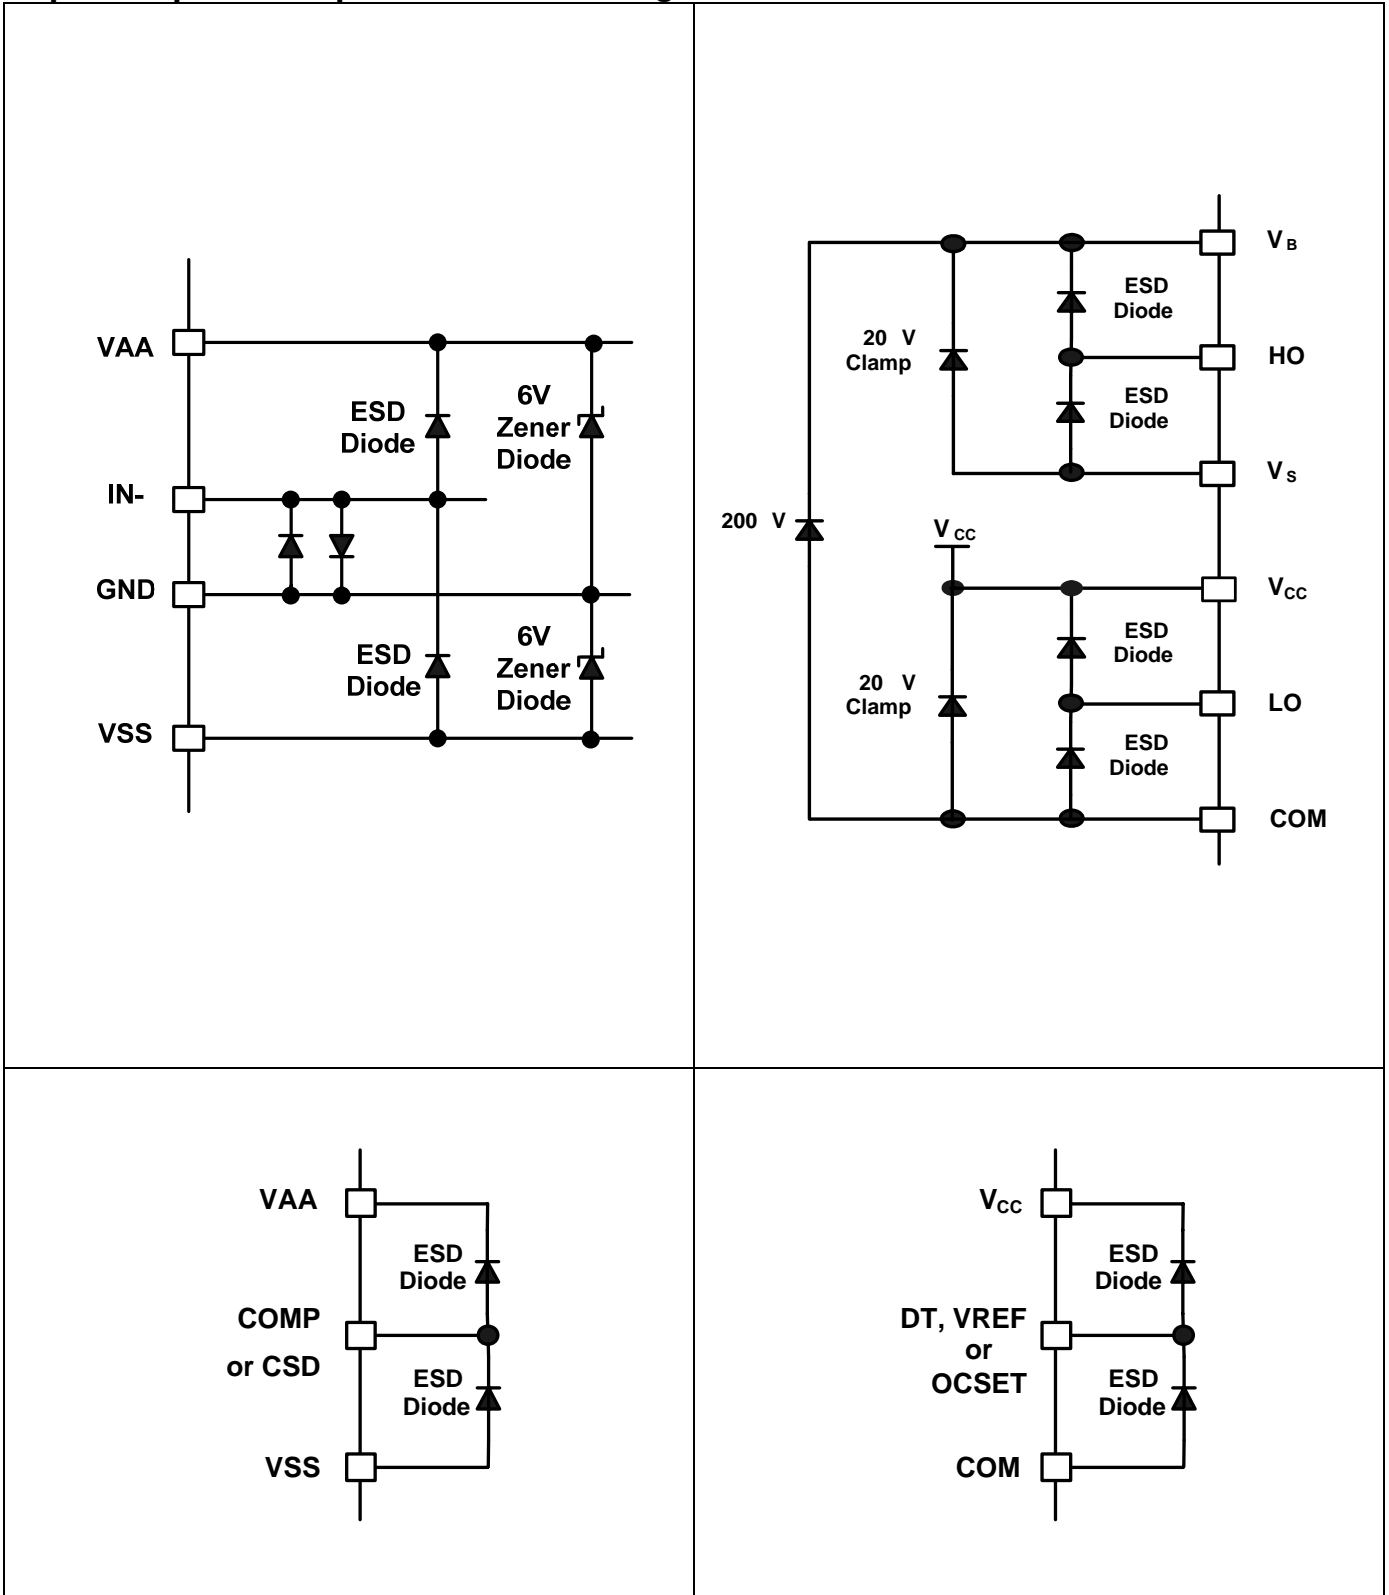 VAA
ESD
Diode
6V
Zener
Diode
IN-
GND
ESD
Diode
6V
Zener
Diode
VSS
V B
ESD
Diode
20 V
Clamp
HO
ESD
Diode
V S
200 V
V CC
VCC
ESD
Diode
20 V
Clamp
LO
ESD
Diode
COM
VAA
ESD
Diode
COMP
or CSD
ESD
Diode
VSS
VCC
ESD
Diode
DT, VREF
or
OCSET
ESD
Diode
COM